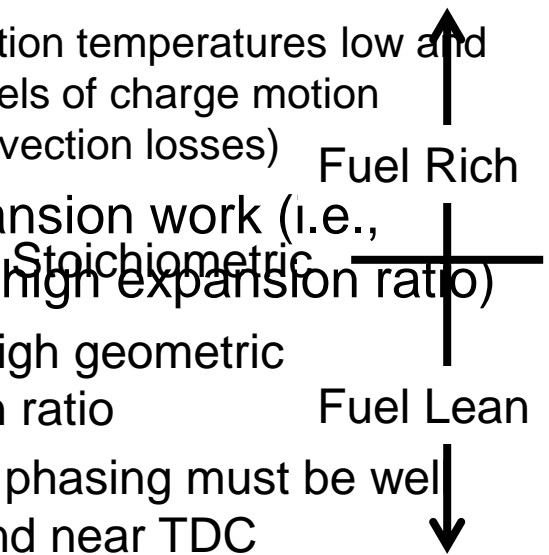 tion temperatures low and
els of charge motion
vection losses)
Fuel Rich
ansion work (i.e.,
Stoichiometric
high expansion ratio)
igh geometric
n ratio
Fuel Lean
phasing must be wel
nd near TDC